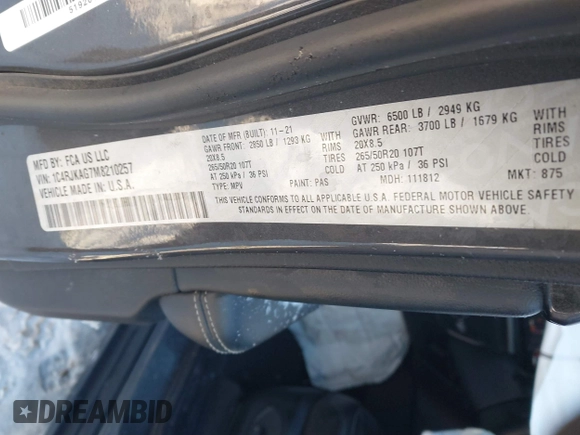 51920
MFD BY: FCA US LLC
VIN: 1C4RJKAG7M8210257
VEHICLE MADE IN U.S.A.
DATE OF MFR (BUILT): 11-21
GVWR: 6500 LB / 2949 KG
GAWR FRONT: 2850 LB / 1293 KG WITH
GAWR REAR: 3700 LB / 1679 KG WITH
20X8.5 RIMS
20X8.5 RIMS
265/50R20 107T TIRES
265/50R20 107T TIRES
AT 250 kPa / 36 PSI COLD
AT 250 kPa / 36 PSI COLD
TYPE: MPV
PAINT: PAS
MDH: 111812
MKT: 875
THIS VEHICLE CONFORMS TO ALL APPLICABLE U.S.A. FEDERAL MOTOR VEHICLE SAFETY
STANDARDS IN EFFECT ON THE DATE OF MANUFACTURE SHOWN ABOVE.
DREAMBID